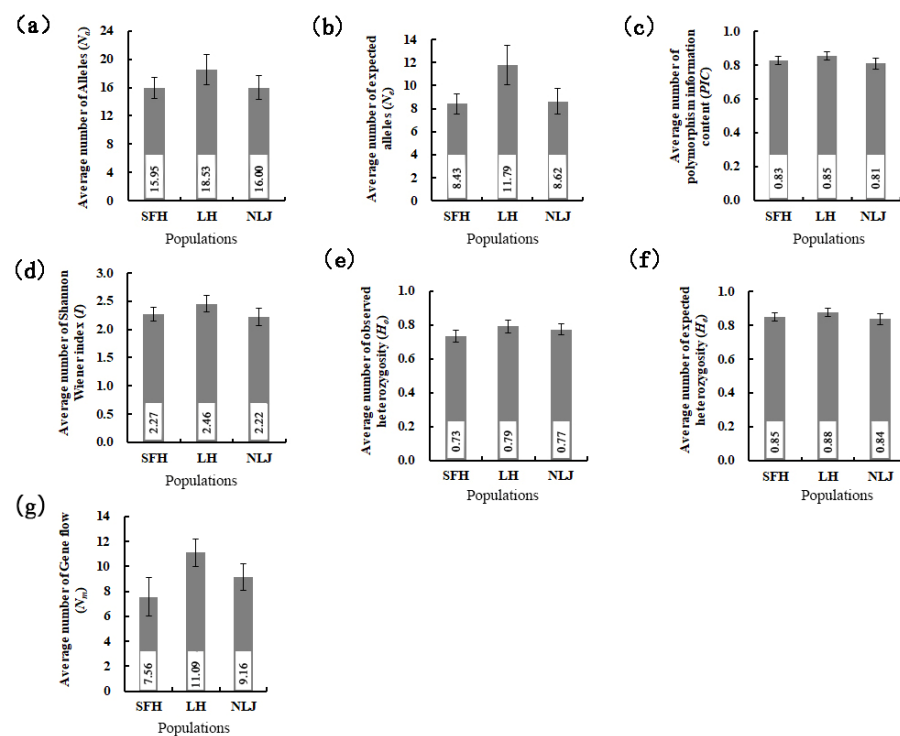 (a)
Average number of Alleles (Na)
24
20
16
12
8
4
0
15.95
18.53
16.00
SFH LH NLJ
Populations
(b)
Average number of expected
alleles (Ne)
14
12
10
8
6
4
2
0
8.43
11.79
8.62
SFH LH NLJ
Populations
(c)
Average number of
polymorphism information
content (PIC)
1.0
0.8
0.6
0.4
0.2
0.0
0.83
0.85
0.81
SFH LH NLJ
Populations
(d)
Average number of Shannon
Wiener index (I)
3.0
2.5
2.0
1.5
1.0
0.5
0.0
2.27
2.46
2.22
SFH LH NLJ
Populations
(e)
Average number of observed
heterozygosity (Ho)
1.0
0.8
0.6
0.4
0.2
0.0
0.73
0.79
0.77
SFH LH NLJ
Populations
(f)
Average number of expected
heterozygosity (He)
1.0
0.8
0.6
0.4
0.2
0.0
0.85
0.88
0.84
SFH LH NLJ
Populations
(g)
Average number of Gene flow
(Nm)
14
12
10
8
6
4
2
0
7.56
11.09
9.16
SFH LH NLJ
Populations